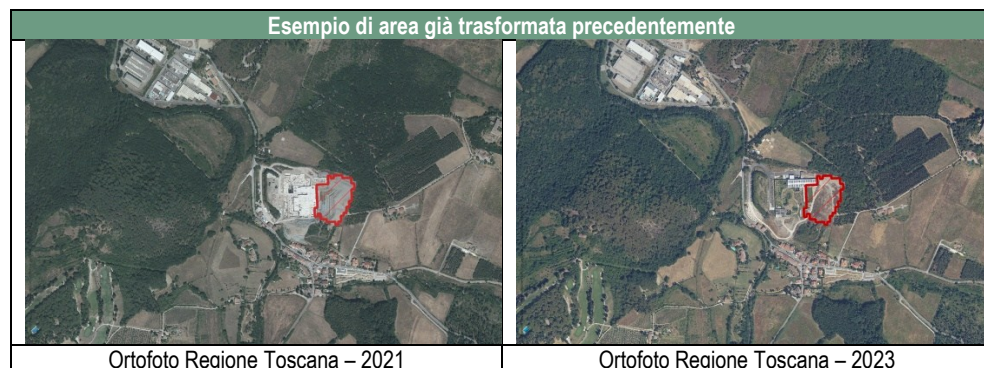 Esempio di area già trasformata precedentemente
Ortofoto Regione Toscana – 2021
Ortofoto Regione Toscana – 2023